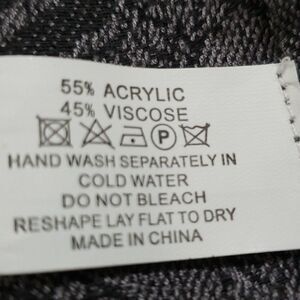 55% ACRYLIC
45% VISCOSE
P
HAND WASH SEPARATELY IN
COLD WATER
DO NOT BLEACH
RESHAPE LAY FLAT TO DRY
MADE IN CHINA